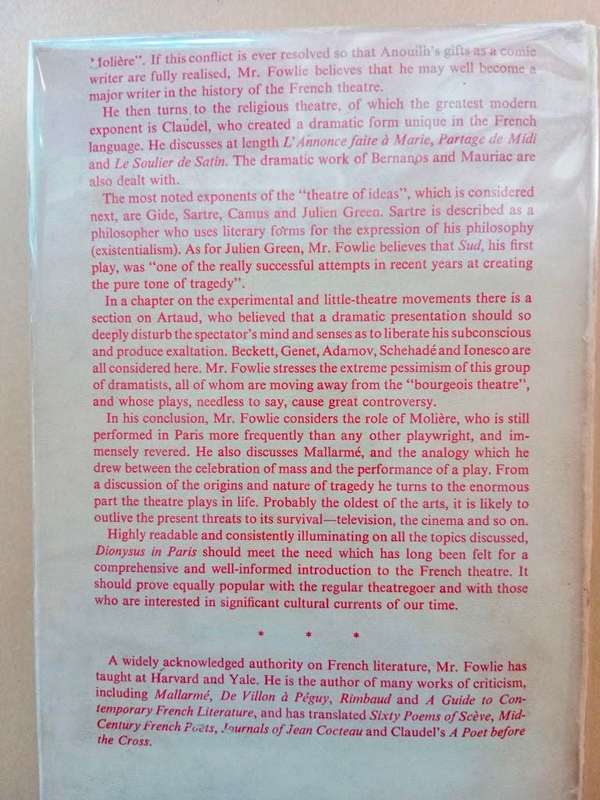 Molière". If this conflict is ever resolved so that Anouilh's gifts as a comic
writer are fully realised, Mr. Fowlie believes that he may well become a
major writer in the history of the French theatre.
He then turns to the religious theatre, of which the greatest modern
exponent is Claudel, who created a dramatic form unique in the French
language. He discusses at length L'Annonce faite à Marie, Partage de Midi
and Le Soulier de Satin. The dramatic work of Bernanos and Mauriac are
also dealt with.
The most noted exponents of the "theatre of ideas", which is considered
next, are Gide, Sartre, Camus and Julien Green. Sartre is described as a
philosopher who uses literary forms for the expression of his philosophy
(existentialism). As for Julien Green, Mr. Fowlie believes that Sud, his first
play, was "one of the really successful attempts in recent years at creating
the pure tone of tragedy".
In a chapter on the experimental and little-theatre movements there is a
section on Artaud, who believed that a dramatic presentation should so
deeply disturb the spectator's mind and senses as to liberate his subconscious
and produce exaltation. Beckett, Genet, Adamov, Schehadé and Ionesco are
all considered here. Mr. Fowlie stresses the extreme pessimism of this group
of dramatists, all of whom are moving away from the "bourgeois theatre",
and whose plays, needless to say, cause great controversy.
In his conclusion, Mr. Fowlie considers the role of Molière, who is still
performed in Paris more frequently than any other playwright, and im-
mensely revered. He also discusses Mallarmé, and the analogy which he
drew between the celebration of mass and the performance of a play. From
a discussion of the origins and nature of tragedy he turns to the enormous
part the theatre plays in life. Probably the oldest of the arts, it is likely to
outlive the present threats to its survival—television, the cinema and so on.
Highly readable and consistently illuminating on all the topics discussed,
Dionysus in Paris should meet the need which has long been felt for a
comprehensive and well-informed introduction to the French theatre. It
should prove equally popular with the regular theatregoer and with those
who are interested in significant cultural currents of our time.
* * *
A widely acknowledged authority on French literature, Mr. Fowlie has
taught at Harvard and Yale. He is the author of many works of criticism,
including Mallarmé, De Villon à Péguy, Rimbaud and A Guide to Con-
temporary French Literature, and has translated Sixty Poems of Scève, Mid-
Century French Poets, Journals of Jean Cocteau and Claudel's A Poet before
the Cross.